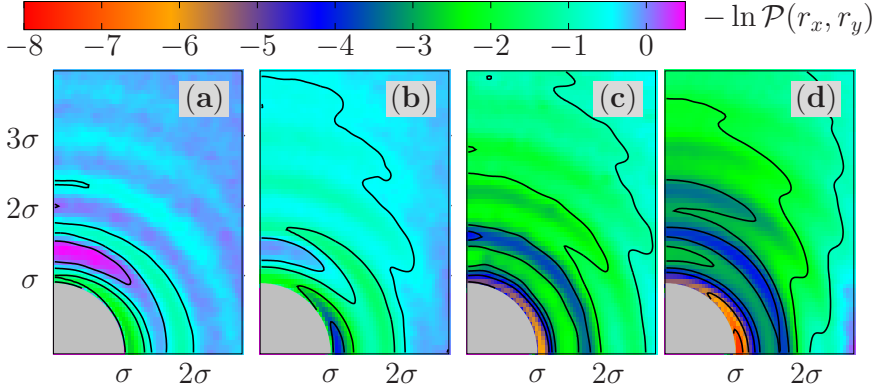 −8 −7 −6 −5 −4 −3 −2 −1 0 − ln P(r_x, r_y)
(a) (b) (c) (d)
3σ
2σ
σ
σ 2σ σ 2σ σ 2σ σ 2σ